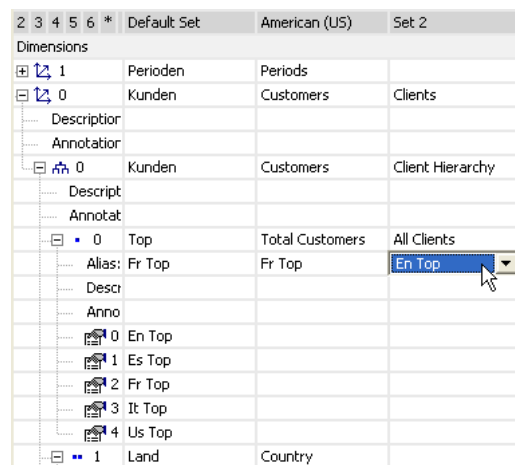 2 3 4 5 6 * Default Set American (US) Set 2
Dimensions
1 Perioden Periods
0 Kunden Customers Clients
Description
Annotation
0 Kunden Customers Client Hierarchy
Descript
Annotat
0 Top Total Customers All Clients
Alias: Fr Top Fr Top En Top
Descr
Anno
0 En Top
1 Es Top
2 Fr Top
3 It Top
4 Us Top
1 Land Country